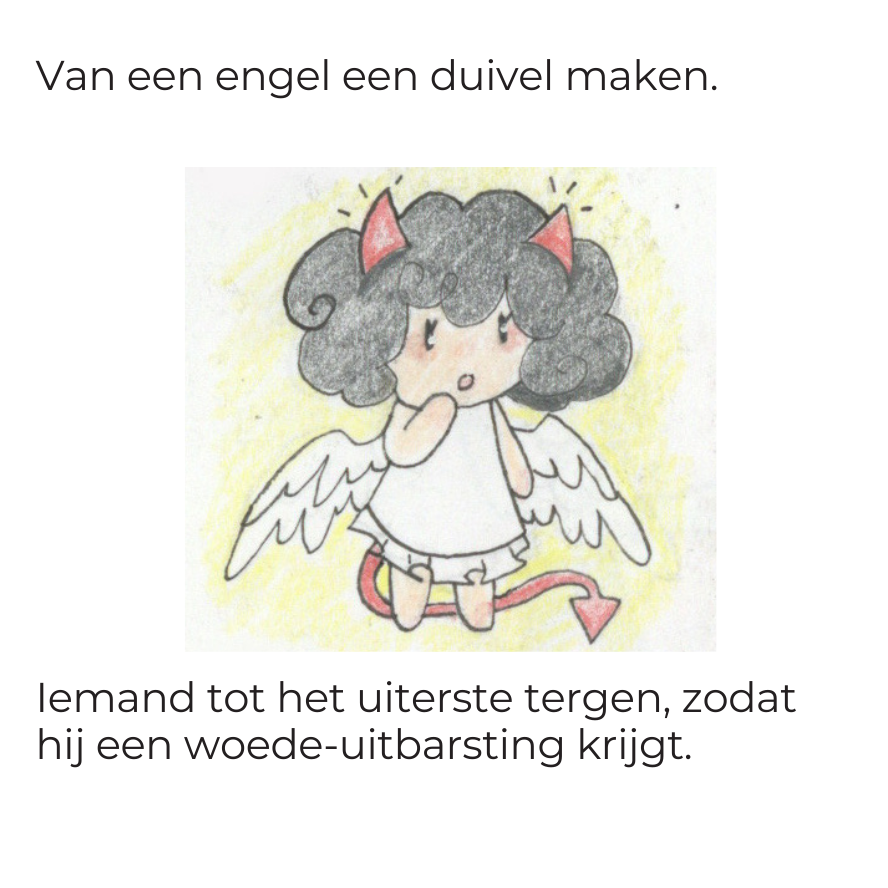 Van een engel een duivel maken.
Iemand tot het uiterste tergen, zodat
hij een woede-uitbarsting krijgt.